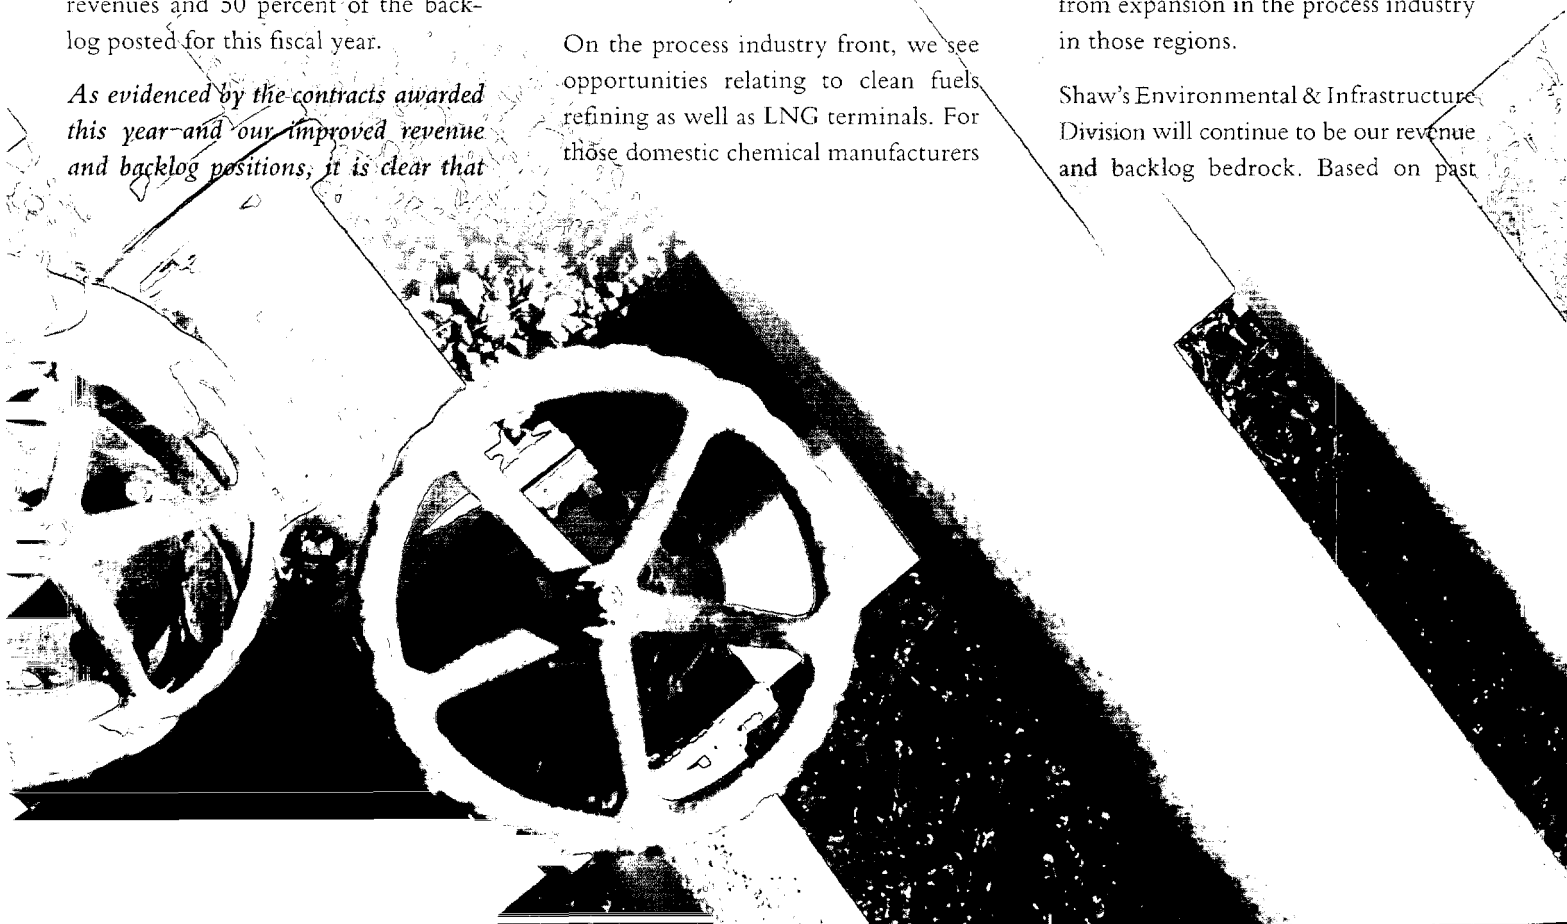 revenues and 50 percent of the back-
log posted for this fiscal year.
As evidenced by the contracts awarded
this year and our improved revenue
and backlog positions, it is clear that
On the process industry front, we see
opportunities relating to clean fuels
refining as well as LNG terminals. For
those domestic chemical manufacturers
from expansion in the process industry
in those regions.
Shaw's Environmental & Infrastructure
Division will continue to be our revenue
and backlog bedrock. Based on past